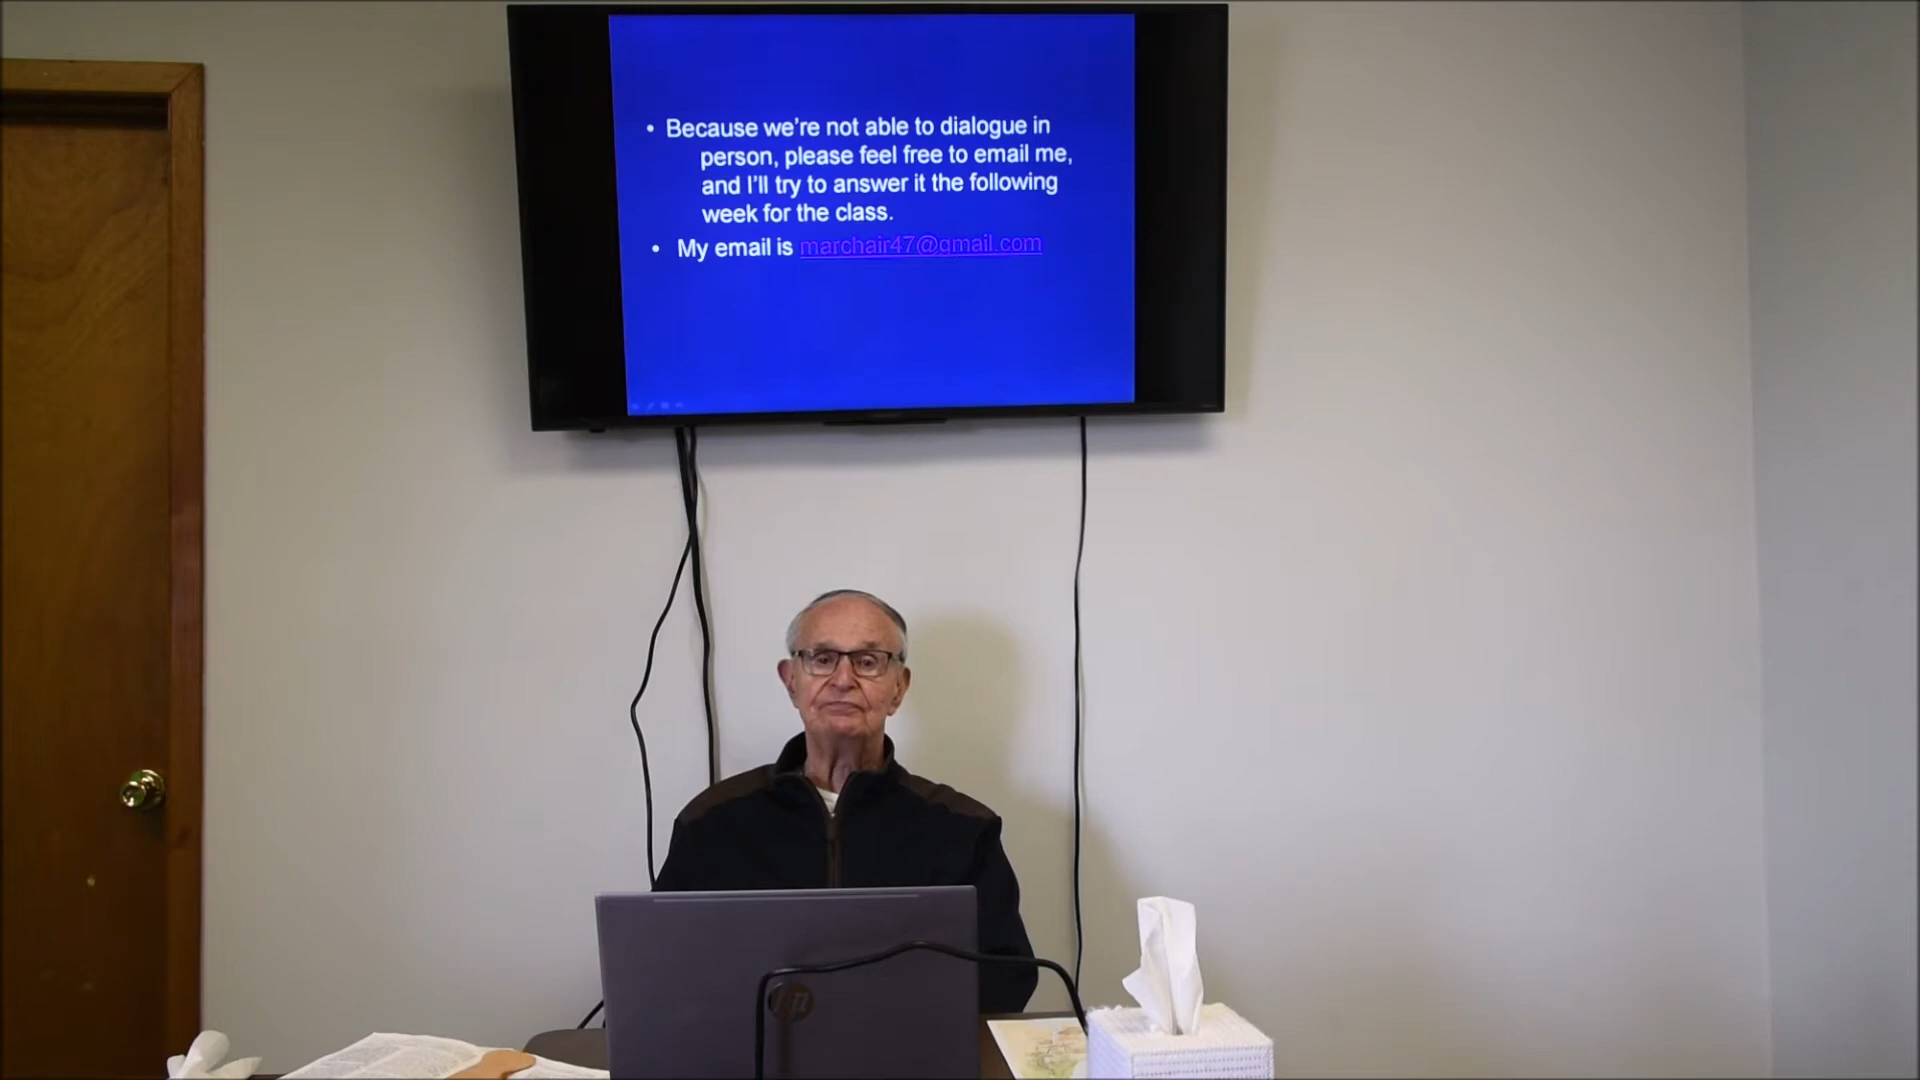 • Because we're not able to dialogue in
person, please feel free to email me,
and I'll try to answer it the following
week for the class.
• My email is marchair47@gmail.com
hp